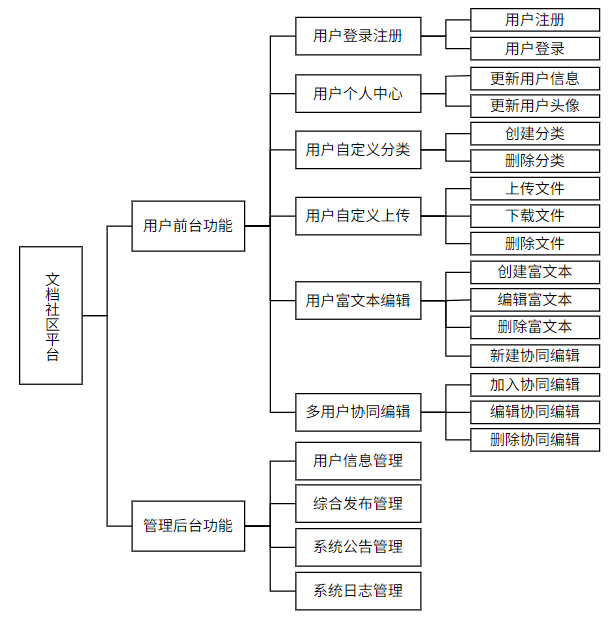 文档社区平台
用户前台功能
用户登录注册
用户注册
用户登录
用户个人中心
更新用户信息
更新用户头像
用户自定义分类
创建分类
删除分类
用户自定义上传
上传文件
下载文件
删除文件
用户富文本编辑
创建富文本
编辑富文本
删除富文本
新建协同编辑
多用户协同编辑
加入协同编辑
编辑协同编辑
删除协同编辑
管理后台功能
用户信息管理
综合发布管理
系统公告管理
系统日志管理